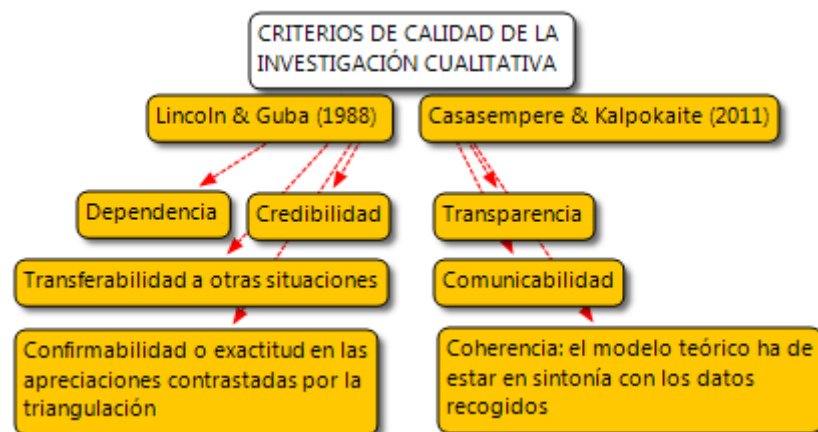 CRITERIOS DE CALIDAD DE LA
INVESTIGACIÓN CUALITATIVA
Lincoln & Guba (1988)
Casasempere & Kalpokaite (2011)
Dependencia
Credibilidad
Transparencia
Transferabilidad a otras situaciones
Comunicabilidad
Confirmabilidad o exactitud en las
apreciaciones contrastadas por la
triangulación
Coherencia: el modelo teórico ha de
estar en sintonía con los datos
recogidos